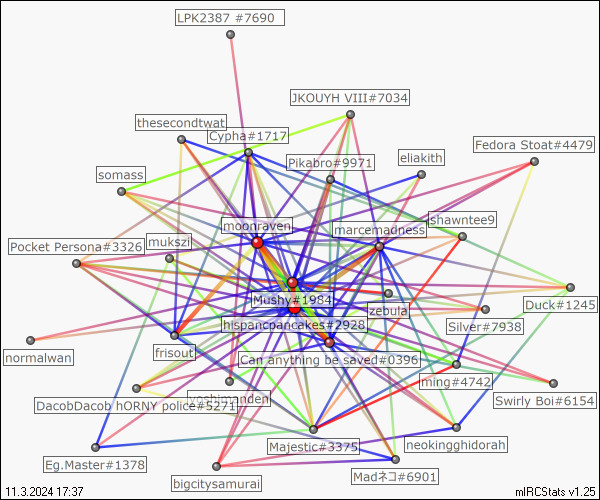 LPK2387 #7690
JKOUYH VIII#7034
thesecondtwat
Cypha#1717
Pikabro#9971
eliakith
Fedora Stoat#4479
somass
moonraven
marcemadness
shawntee9
Pocket Persona#3326
mukszi
Mushy#1984
zebula
Duck#1245
hispancpancakes#2928
Silver#7938
normalwan
frisout
Can anything be saved#0396
ming#4742
Swirly Boi#6154
DacobDacob hORNY police#5271
Majestic#3375
neokingghidorah
Eg.Master#1378
bigcitysamurai
Madネコ#6901
11.3.2024 17:37
mIRCStats v1.25